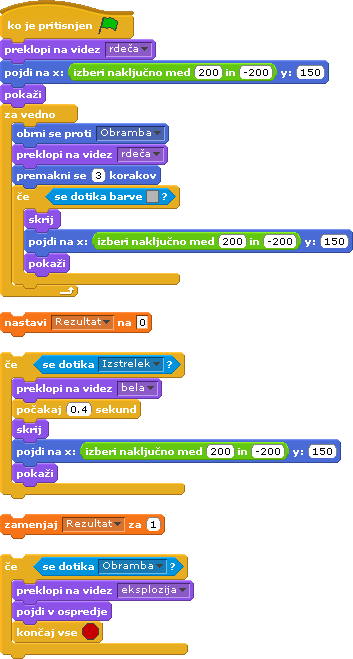 ko je pritisnjen
preklopi na videz rdeča
pojdi na x: izberi naključno med 200 in -200 y: 150
pokaži
za vedno
obrni se proti Obramba
preklopi na videz rdeča
premakni se 3 korakov
če se dotika barve ?
skrij
pojdi na x: izberi naključno med 200 in -200 y: 150
pokaži
nastavi Rezultat na 0
če se dotika Izstrelek ?
preklopi na videz bela
počakaj 0.4 sekund
skrij
pojdi na x: izberi naključno med 200 in -200 y: 150
pokaži
zamenjaj Rezultat za 1
če se dotika Obramba ?
preklopi na videz eksplozija
pojdi v ospredje
končaj vse